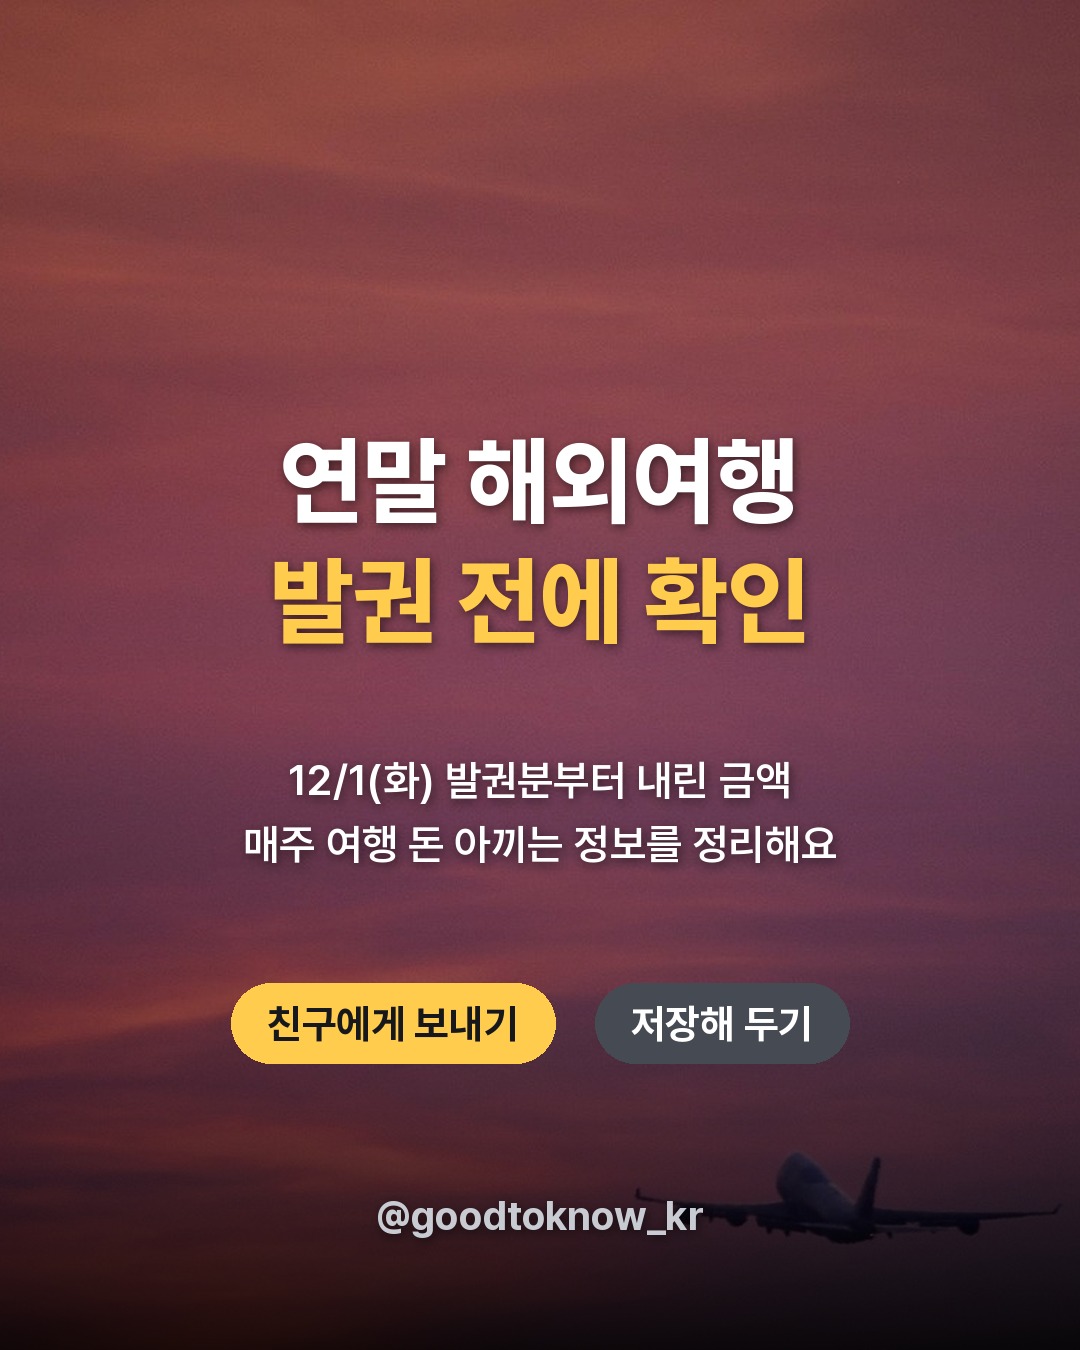 연말 해외여행
발권 전에 확인
12/1(화) 발권분부터 내린 금액
매주 여행 돈 아끼는 정보를 정리해요
친구에게 보내기
저장해 두기
@goodtoknow_kr